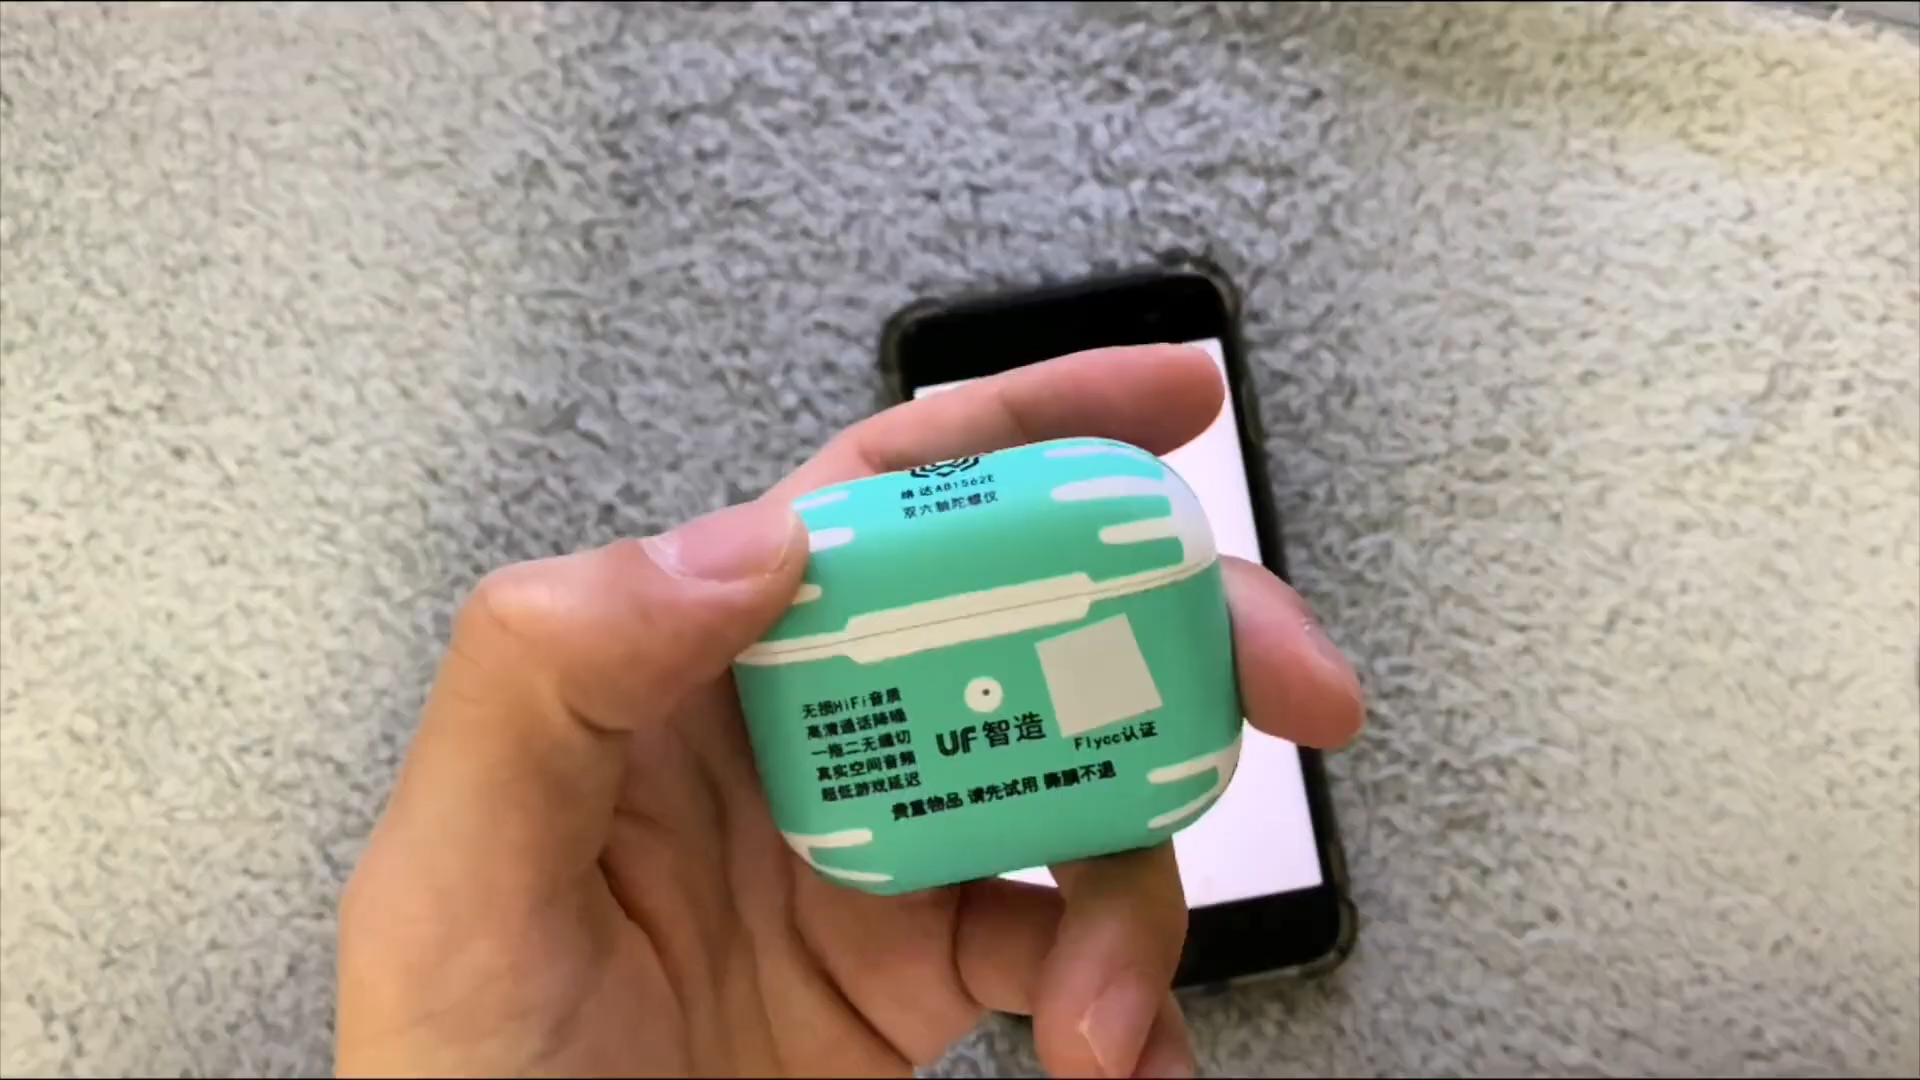 络达AB1562E
双六轴陀螺仪
无损HiFi音质
高清通话降噪
一拖二无缝切
真实空间音频
超低游戏延迟
UF智造
Flycc认证
贵重物品 请先试用 撕膜不退